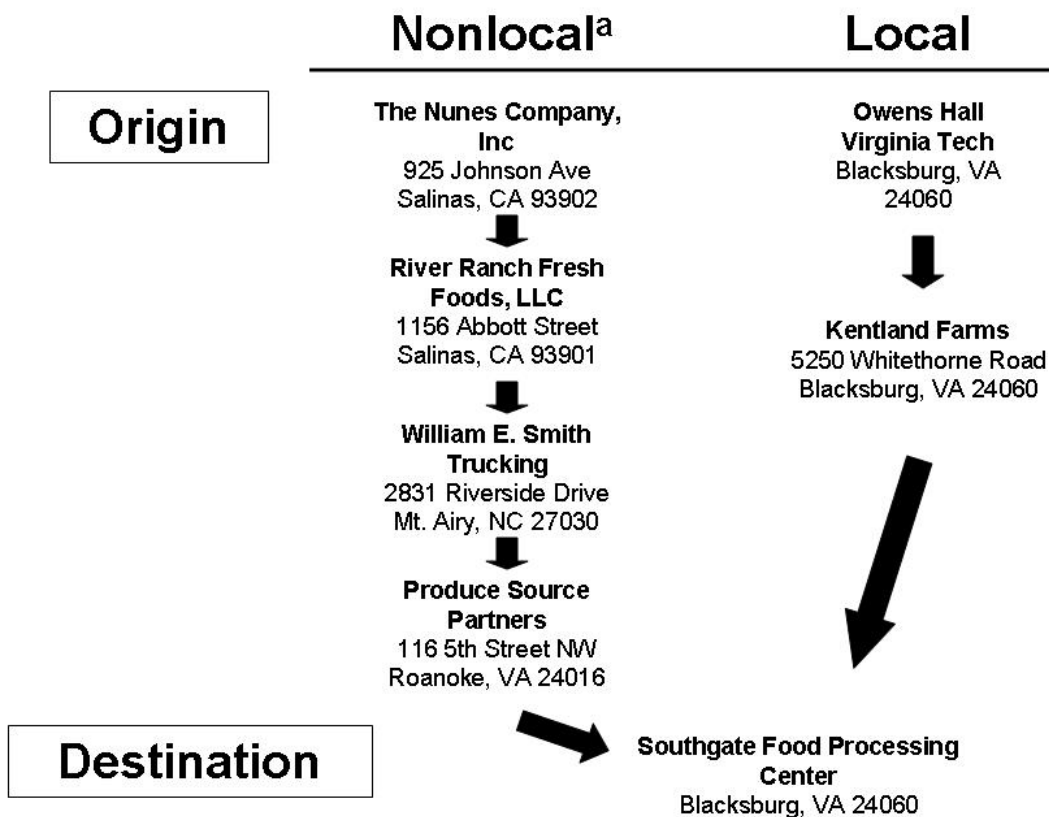 Nonlocalᵃ
Local
Origin
The Nunes Company,
Inc
925 Johnson Ave
Salinas, CA 93902
River Ranch Fresh
Foods, LLC
1156 Abbott Street
Salinas, CA 93901
William E. Smith
Trucking
2831 Riverside Drive
Mt. Airy, NC 27030
Produce Source
Partners
116 5th Street NW
Roanoke, VA 24016
Owens Hall
Virginia Tech
Blacksburg, VA
24060
Kentland Farms
5250 Whitethorne Road
Blacksburg, VA 24060
Destination
Southgate Food Processing
Center
Blacksburg, VA 24060